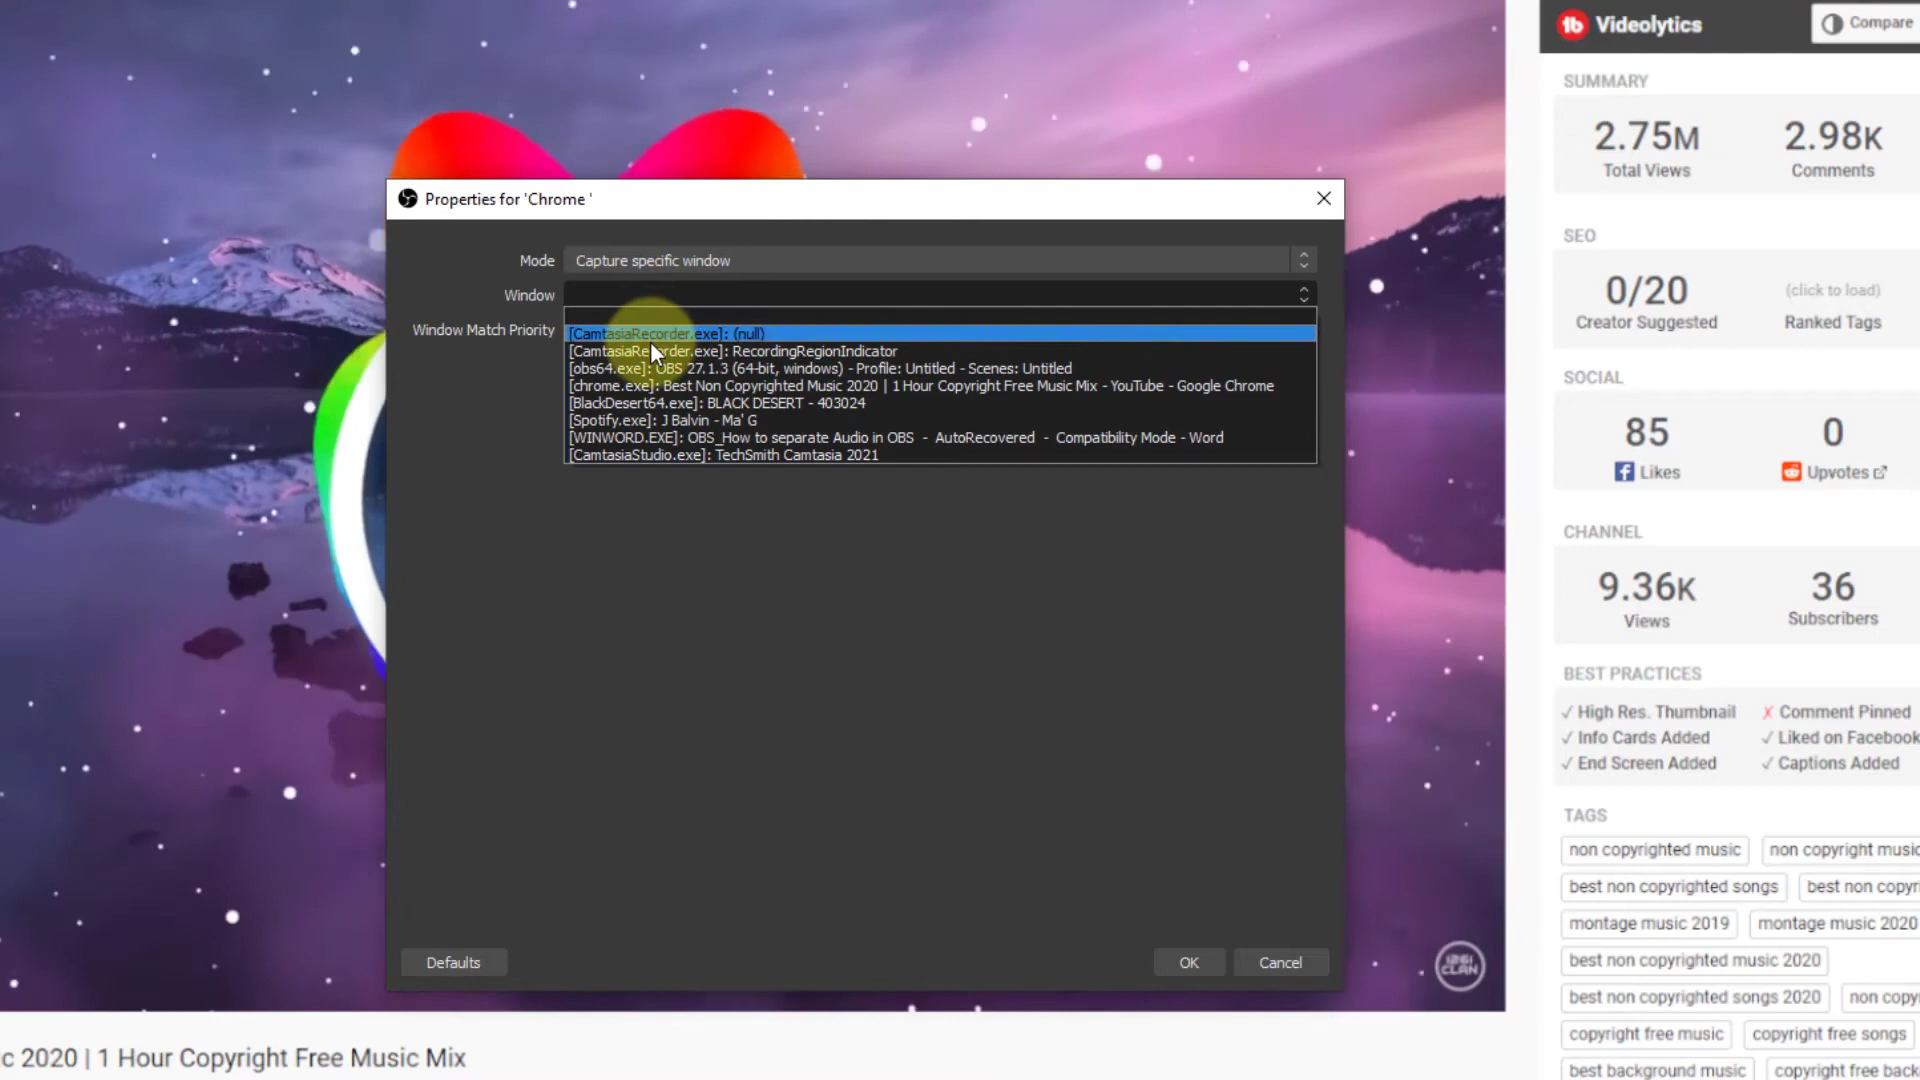 Videolytics
Compare
SUMMARY
2.75M
Total Views
2.98K
Comments
SEO
0/20
Creator Suggested
(click to load)
Ranked Tags
SOCIAL
85
Likes
0
Upvotes
CHANNEL
9.36K
Views
36
Subscribers
BEST PRACTICES
✓ High Res. Thumbnail
✗ Comment Pinned
✓ Info Cards Added
✓ Liked on Facebook
✓ End Screen Added
✓ Captions Added
TAGS
non copyrighted music
non copyright music
best non copyrighted songs
best non copyri
montage music 2019
montage music 2020
best non copyrighted music 2020
best non copyrighted songs 2020
non copy
copyright free music
copyright free songs
best background music
copyright free back
Properties for 'Chrome '
Mode
Capture specific window
Window
Window Match Priority
[CamtasiaRecorder.exe]: (null)
[CamtasiaRecorder.exe]: RecordingRegionIndicator
[obs64.exe]: OBS 27.1.3 (64-bit, windows) - Profile: Untitled - Scenes: Untitled
[chrome.exe]: Best Non Copyrighted Music 2020 | 1 Hour Copyright Free Music Mix - YouTube - Google Chrome
[BlackDesert64.exe]: BLACK DESERT - 403024
[Spotify.exe]: J Balvin - Ma' G
[WINWORD.EXE]: OBS_How to separate Audio in OBS - AutoRecovered - Compatibility Mode - Word
[CamtasiaStudio.exe]: TechSmith Camtasia 2021
Defaults
OK
Cancel
c 2020 | 1 Hour Copyright Free Music Mix